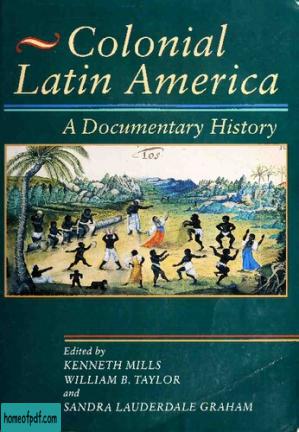 Colonial
Latin America
A Documentary History
Edited by
KENNETH MILLS
WILLIAM B. TAYLOR
and
SANDRA LAUDERDALE GRAHAM
homeofpdf.com